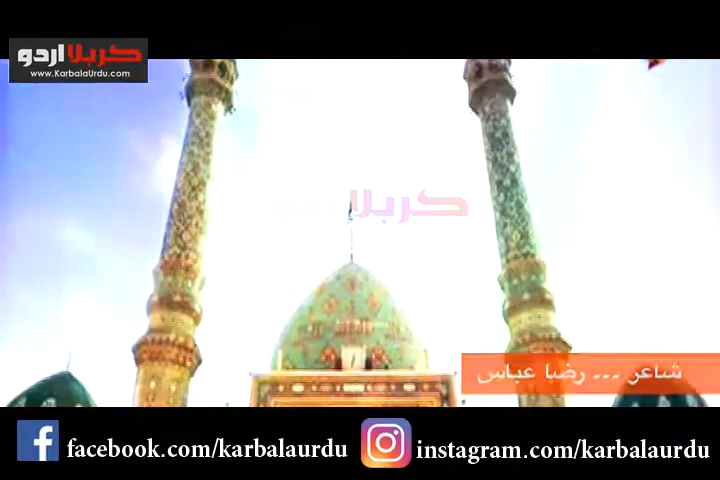 کربلا اردو
www.KarbalaUrdu.com
کربلا
شاعر --- رضا عباس
facebook.com/karbalaurdu
instagram.com/karbalaurdu